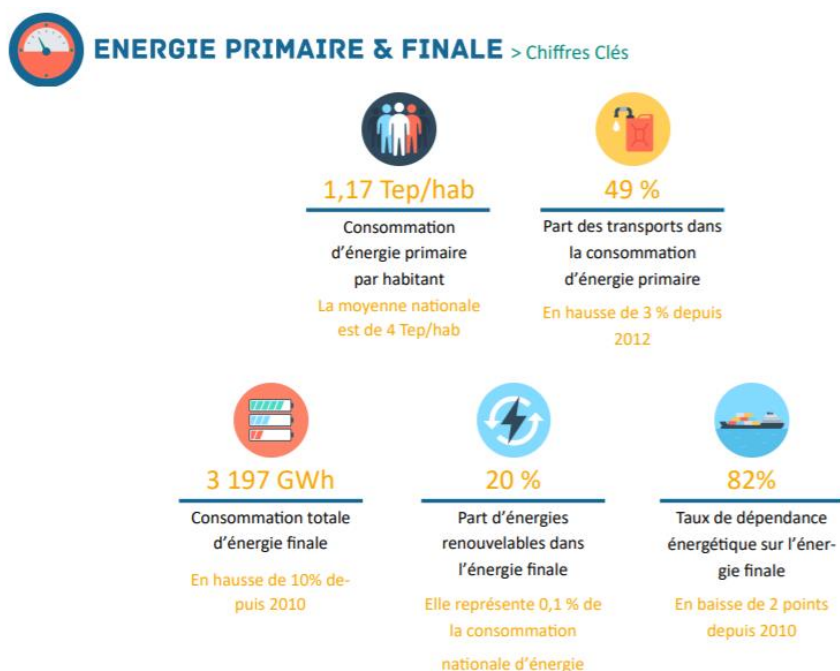 ENERGIE PRIMAIRE & FINALE > Chiffres Clés
1,17 Tep/hab
Consommation
d’énergie primaire
par habitant
La moyenne nationale
est de 4 Tep/hab
49 %
Part des transports dans
la consommation
d’énergie primaire
En hausse de 3 % depuis
2012
3 197 GWh
Consommation totale
d’énergie finale
En hausse de 10% de-
puis 2010
20 %
Part d’énergies
renouvelables dans
l’énergie finale
Elle représente 0,1 % de
la consommation
nationale d’énergie
82%
Taux de dépendance
énergétique sur l’éner-
gie finale
En baisse de 2 points
depuis 2010